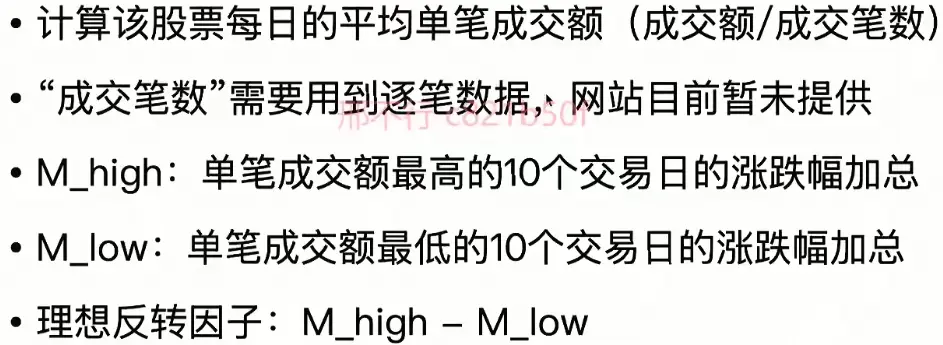 • 计算该股票每日的平均单笔成交额（成交额/成交笔数）
• “成交笔数”需要用到逐笔数据，网站目前暂未提供
• M_high：单笔成交额最高的10个交易日的涨跌幅加总
• M_low：单笔成交额最低的10个交易日的涨跌幅加总
• 理想反转因子：M_high – M_low